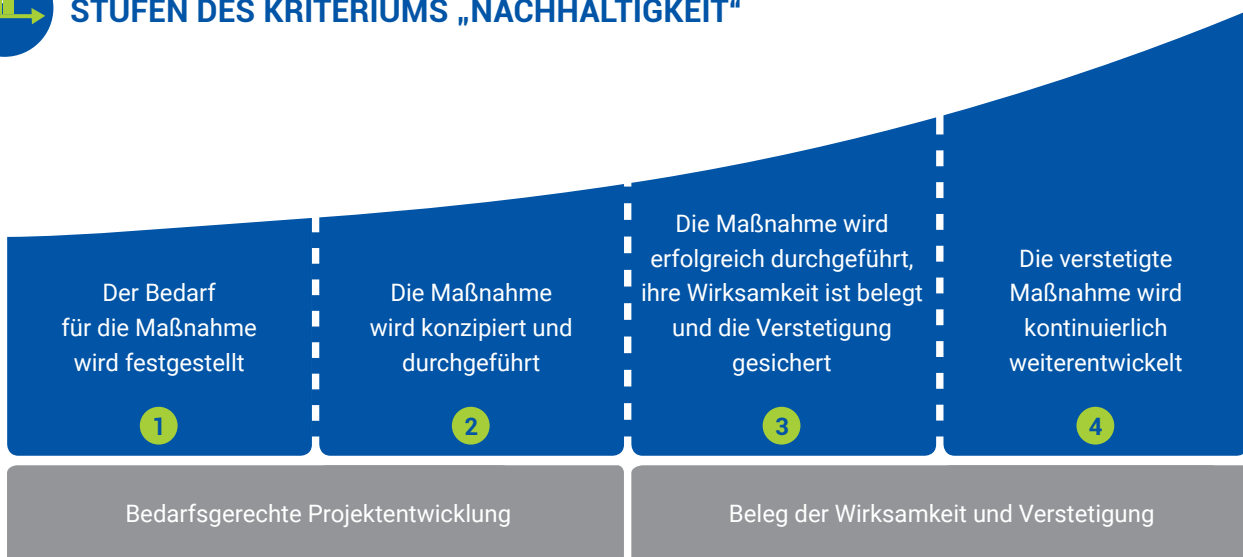 STUFEN DES KRITERIUMS „NACHHALTIGKEIT“
Der Bedarf
für die Maßnahme
wird festgestellt
1
Die Maßnahme
wird konzipiert und
durchgeführt
2
Die Maßnahme wird
erfolgreich durchgeführt,
ihre Wirksamkeit ist belegt
und die Verstetigung
gesichert
3
Die verstetigte
Maßnahme wird
kontinuierlich
weiterentwickelt
4
Bedarfsgerechte Projektentwicklung
Beleg der Wirksamkeit und Verstetigung